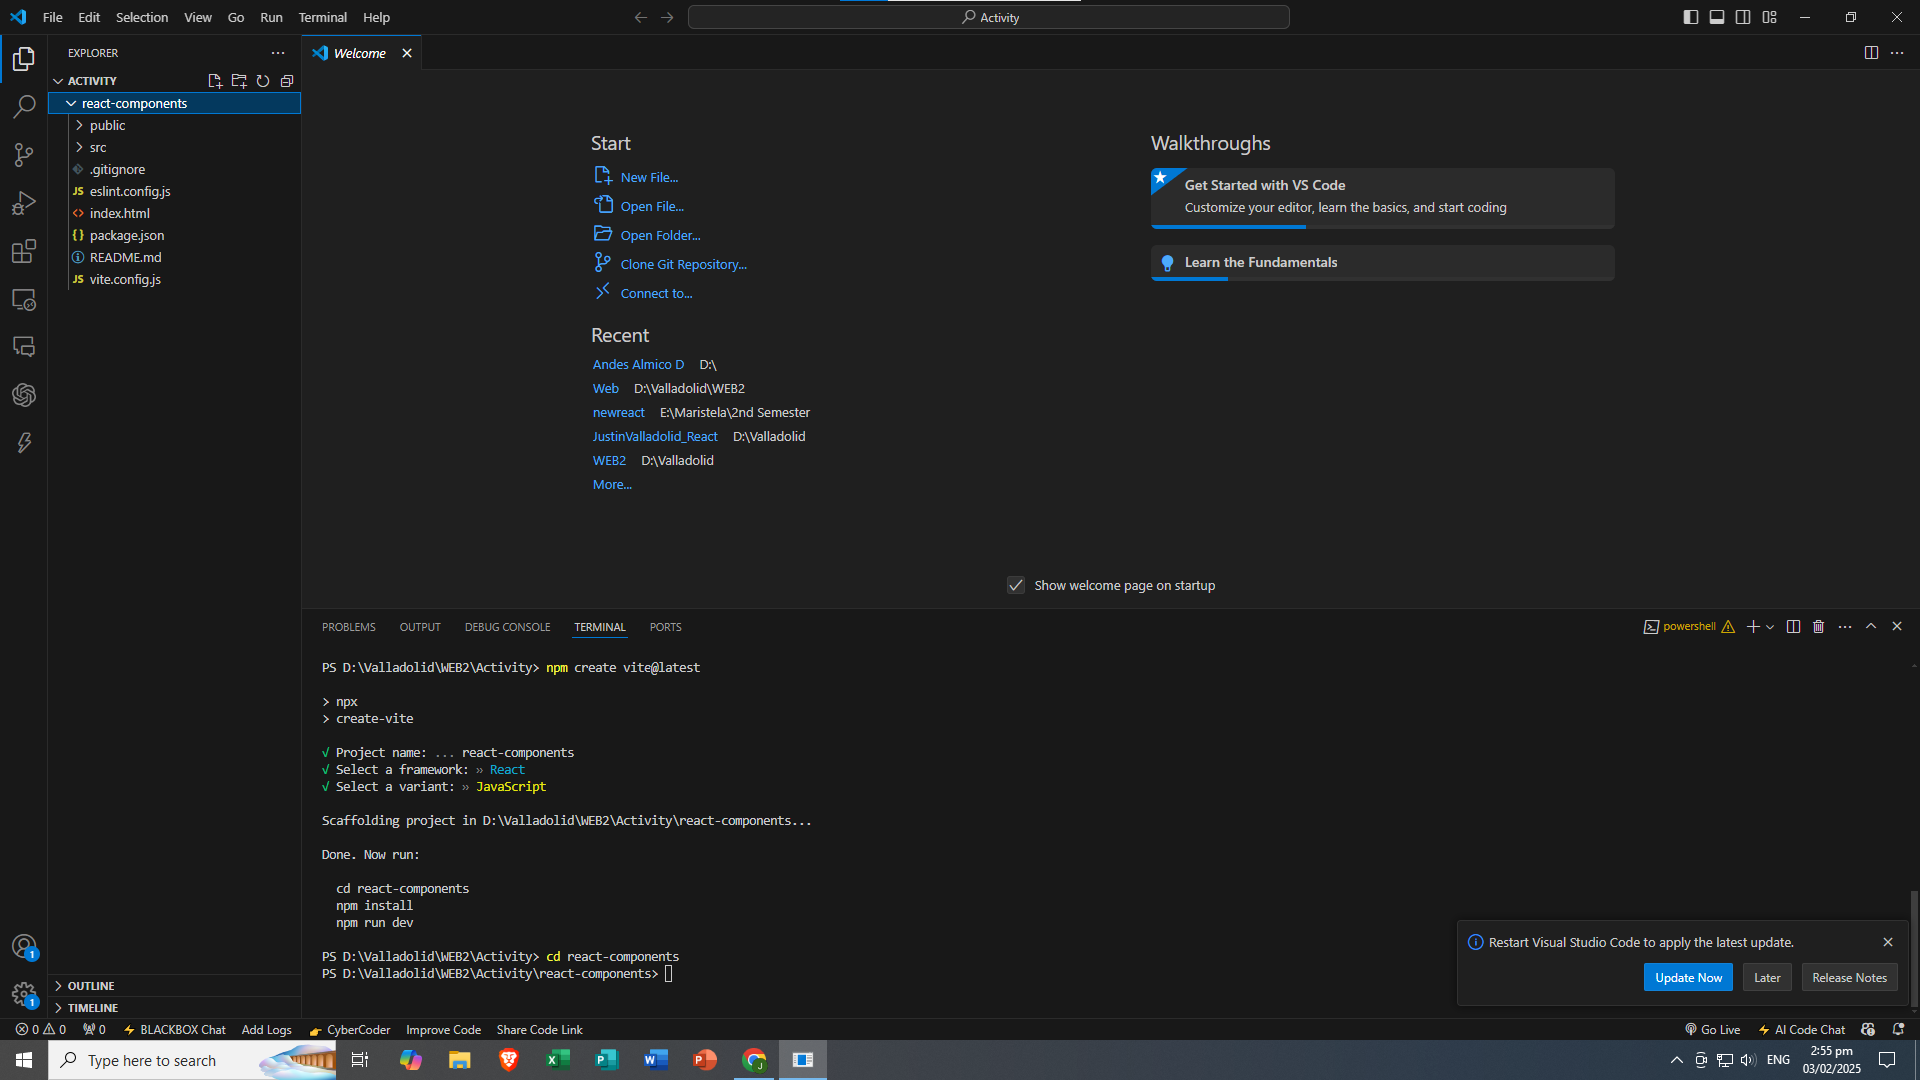 File Edit Selection View Go Run Terminal Help
Activity
EXPLORER
Welcome
ACTIVITY
react-components
public
src
.gitignore
JS eslint.config.js
<> index.html
{} package.json
README.md
JS vite.config.js
OUTLINE
TIMELINE
Start
New File...
Open File...
Open Folder...
Clone Git Repository...
Connect to...
Recent
Andes Almico D D:\
Web D:\Valladolid\WEB2
newreact E:\Maristela\2nd Semester
JustinValladolid_React D:\Valladolid
WEB2 D:\Valladolid
More...
Walkthroughs
Get Started with VS Code
Customize your editor, learn the basics, and start coding
Learn the Fundamentals
Show welcome page on startup
PROBLEMS OUTPUT DEBUG CONSOLE TERMINAL PORTS
powershell
PS D:\Valladolid\WEB2\Activity> npm create vite@latest
> npx
> create-vite
√ Project name: ... react-components
√ Select a framework: » React
√ Select a variant: » JavaScript
Scaffolding project in D:\Valladolid\WEB2\Activity\react-components...
Done. Now run:
cd react-components
npm install
npm run dev
PS D:\Valladolid\WEB2\Activity> cd react-components
PS D:\Valladolid\WEB2\Activity\react-components>
Restart Visual Studio Code to apply the latest update.
Update Now Later Release Notes
1
1
0 0 0 BLACKBOX Chat Add Logs CyberCoder Improve Code Share Code Link
Go Live AI Code Chat
Type here to search
ENG
2:55 pm
03/02/2025